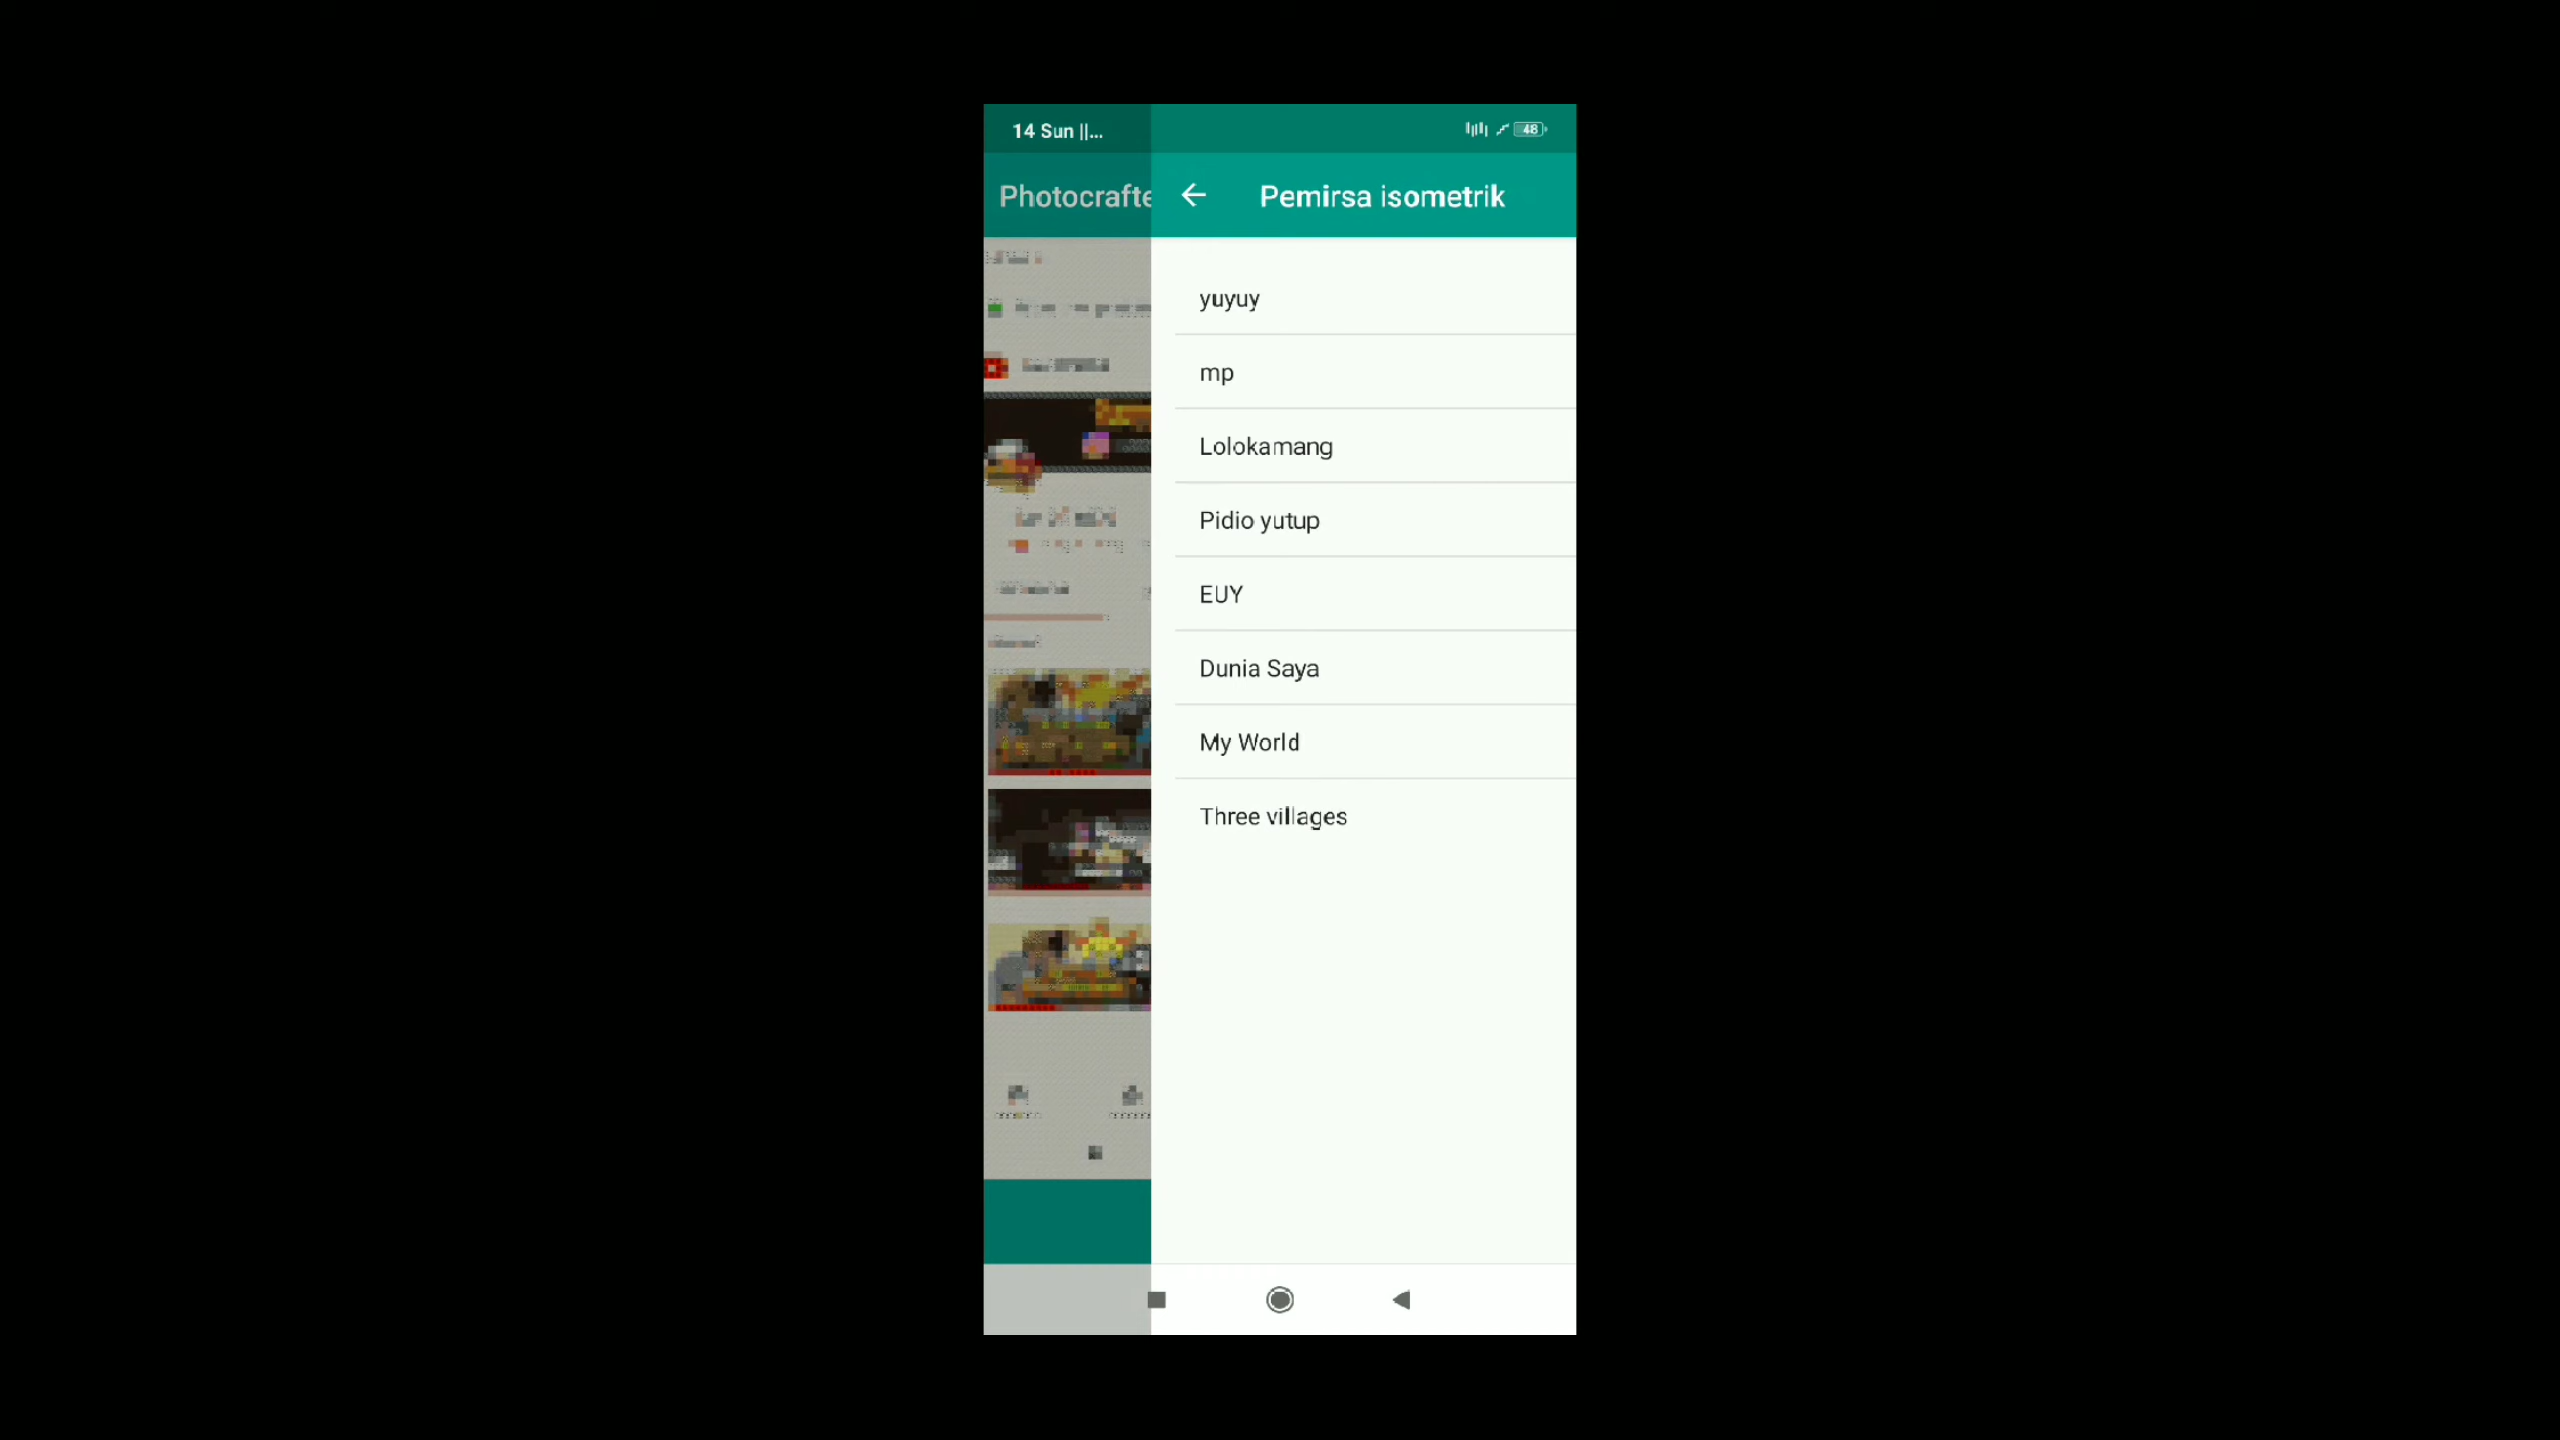 14 Sun ||...
48
Photocrafte
Pemirsa isometrik
yuyuy
mp
Lolokamang
Pidio yutup
EUY
Dunia Saya
My World
Three villages